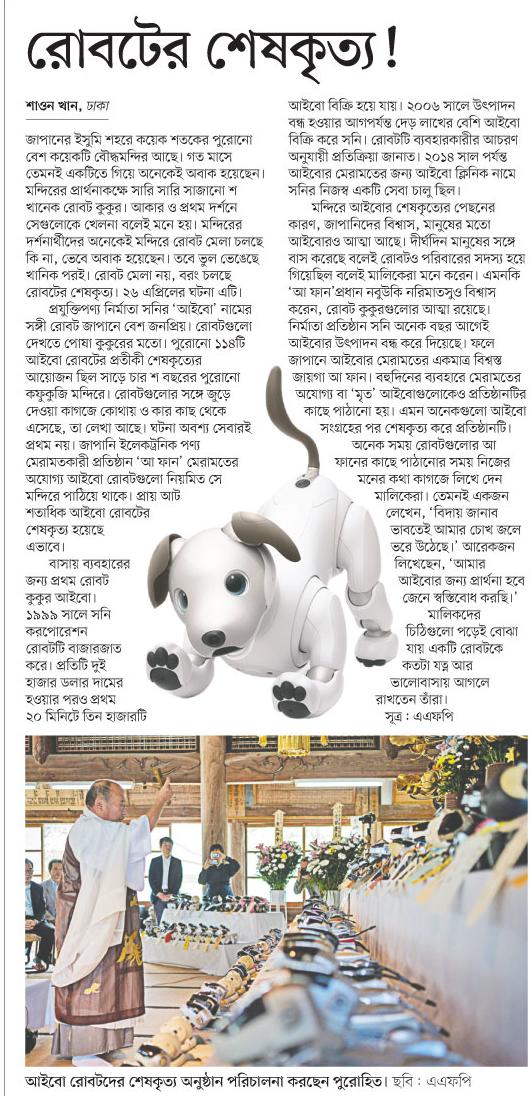 রোবটের শেষকৃত্য!
শাওন খান, ঢাকা
জাপানের ইসুমি শহরে কয়েক শতকের পুরোনো
বেশ কয়েকটি বৌদ্ধমন্দির আছে। গত মাসে
তেমনই একটিতে গিয়ে অনেকেই অবাক হয়েছেন।
মন্দিরের প্রার্থনাকক্ষে সারি সারি সাজানো শ
খানেক রোবট কুকুর। আকার ও প্রথম দর্শনে
সেগুলোকে খেলনা বলেই মনে হয়। মন্দিরের
দর্শনার্থীদের অনেকেই মন্দিরে রোবট মেলা চলছে
কি না, ভেবে অবাক হয়েছেন। তবে ভুল ভেঙেছে
খানিক পরই। রোবট মেলা নয়, বরং চলছে
রোবটের শেষকৃত্য। ২৬ এপ্রিলের ঘটনা এটি।
প্রযুক্তিপণ্য নির্মাতা সনির ‘আইবো’ নামের
সঙ্গী রোবট জাপানে বেশ জনপ্রিয়। রোবটগুলো
দেখতে পোষা কুকুরের মতো। পুরোনো ১১৪টি
আইবো রোবটের প্রতীকী শেষকৃত্যের
আয়োজন ছিল সাড়ে চার শ বছরের পুরোনো
কফুকুজি মন্দিরে। রোবটগুলোর সঙ্গে জুড়ে
দেওয়া কাগজে কোথায় ও কার কাছ থেকে
এসেছে, তা লেখা আছে। ঘটনা অবশ্য সেবারই
প্রথম নয়। জাপানি ইলেকট্রনিক পণ্য
মেরামতকারী প্রতিষ্ঠান ‘আ ফান’ মেরামতের
অযোগ্য আইবো রোবটগুলো নিয়মিত সে
মন্দিরে পাঠিয়ে থাকে। প্রায় আট
শতাধিক আইবো রোবটের
শেষকৃত্য হয়েছে
এভাবে।
বাসায় ব্যবহারের
জন্য প্রথম রোবট
কুকুর আইবো।
১৯৯৯ সালে সনি
করপোরেশন
রোবটটি বাজারজাত
করে। প্রতিটি দুই
হাজার ডলার দামের
হওয়ার পরও প্রথম
২০ মিনিটে তিন হাজারটি
আইবো বিক্রি হয়ে যায়। ২০০৬ সালে উৎপাদন
বন্ধ হওয়ার আগপর্যন্ত দেড় লাখের বেশি আইবো
বিক্রি করে সনি। রোবটটি ব্যবহারকারীর আচরণ
অনুযায়ী প্রতিক্রিয়া জানাত। ২০১৪ সাল পর্যন্ত
আইবোর মেরামতের জন্য আইবো ক্লিনিক নামে
সনির নিজস্ব একটি সেবা চালু ছিল।
মন্দিরে আইবোর শেষকৃত্যের পেছনের
কারণ, জাপানিদের বিশ্বাস, মানুষের মতো
আইবোরও আত্মা আছে। দীর্ঘদিন মানুষের সঙ্গে
বাস করেছে বলেই রোবটও পরিবারের সদস্য হয়ে
গিয়েছিল বলেই মালিকেরা মনে করেন। এমনকি
‘আ ফান’প্রধান নবুউকি নরিমাতসুও বিশ্বাস
করেন, রোবট কুকুরগুলোর আত্মা রয়েছে।
নির্মাতা প্রতিষ্ঠান সনি অনেক বছর আগেই
আইবোর উৎপাদন বন্ধ করে দিয়েছে। ফলে
জাপানে আইবোর মেরামতের একমাত্র বিশ্বস্ত
জায়গা আ ফান। বহুদিনের ব্যবহারে মেরামতের
অযোগ্য বা ‘মৃত’ আইবোগুলোকেও প্রতিষ্ঠানটির
কাছে পাঠানো হয়। এমন অনেকগুলো আইবো
সংগ্রহের পর শেষকৃত্য করে প্রতিষ্ঠানটি।
অনেক সময় রোবটগুলোর আ
ফানের কাছে পাঠানোর সময় নিজের
মনের কথা কাগজে লিখে দেন
মালিকেরা। তেমনই একজন
লেখেন, ‘বিদায় জানাব
ভাবতেই আমার চোখ জলে
ভরে উঠেছে।’ আরেকজন
লিখেছেন, ‘আমার
আইবোর জন্য প্রার্থনা হবে
জেনে স্বস্তিবোধ করছি।’
মালিকদের
চিঠিগুলো পড়েই বোঝা
যায় একটি রোবটকে
কতটা যত্ন আর
ভালোবাসায় আগলে
রাখতেন তাঁরা।
সূত্র : এএফপি
আইবো রোবটদের শেষকৃত্য অনুষ্ঠান পরিচালনা করছেন পুরোহিত। ছবি : এএফপি